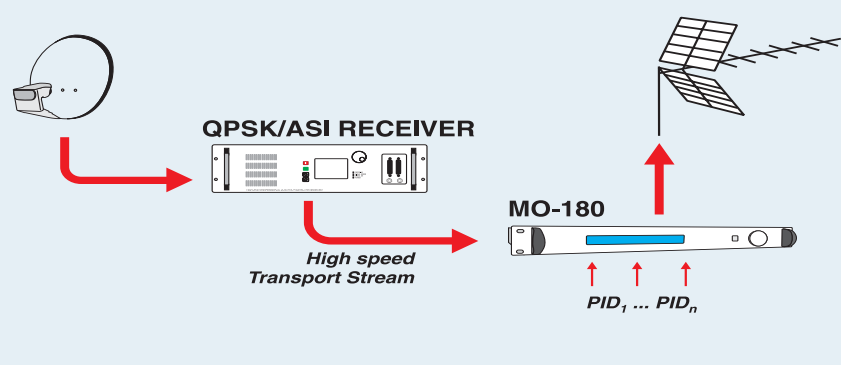 QPSK/ASI RECEIVER
MO-180
High speed
Transport Stream
PID1 ... PIDn